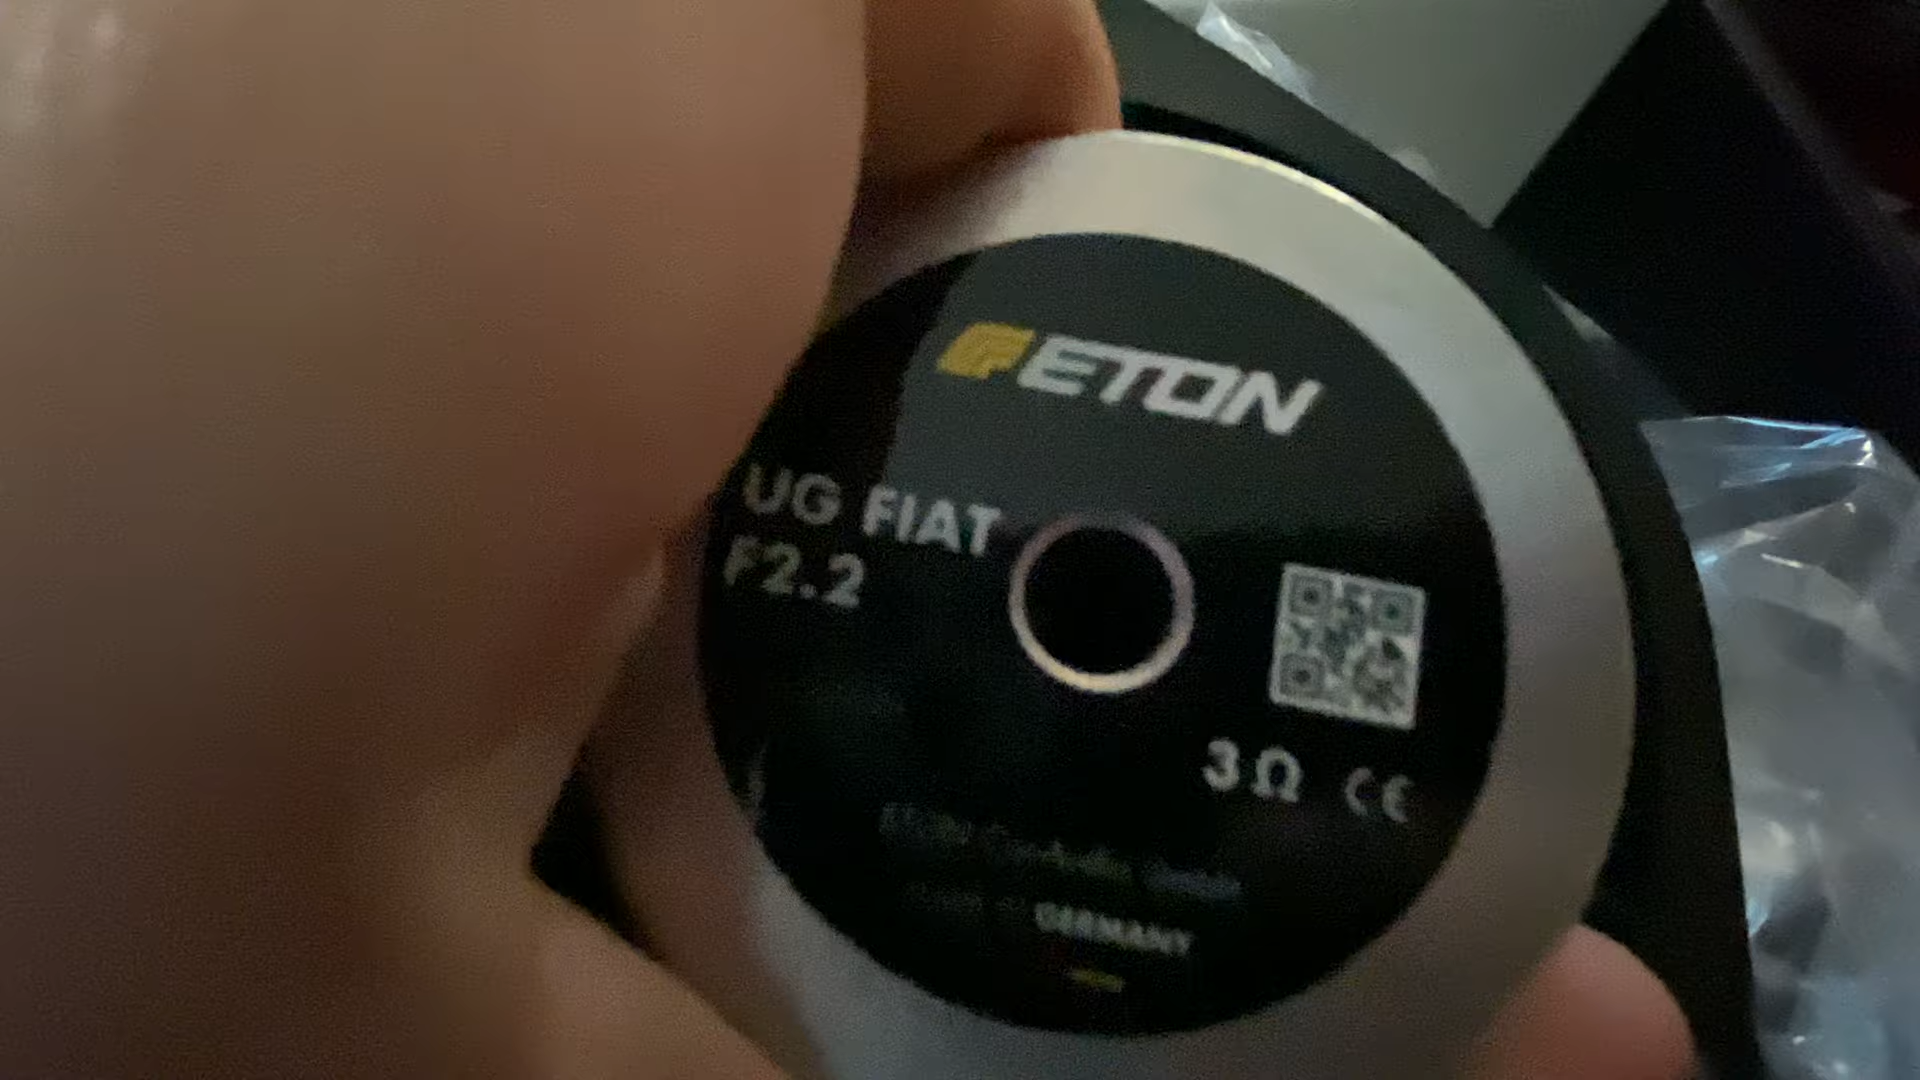 ETON
UG FIAT
F2.2
3 Ω CE
GERMANY